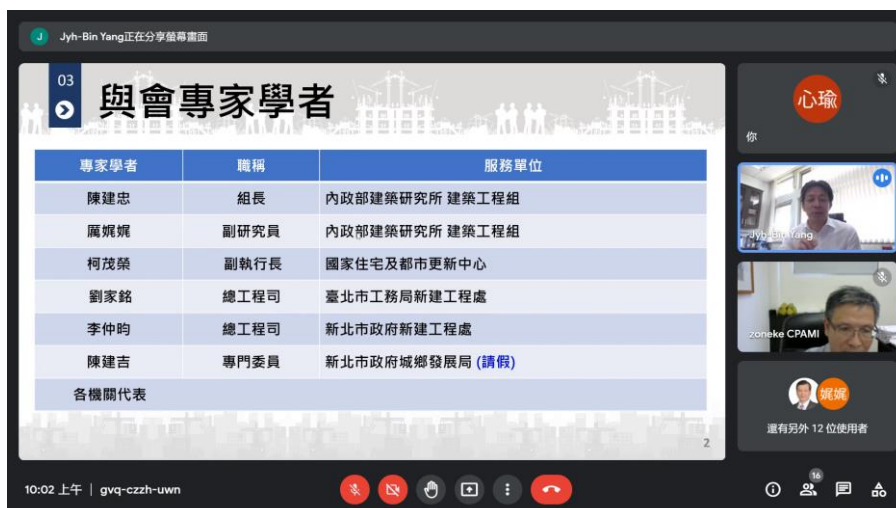 J Jyh-Bin Yang正在分享螢幕畫面
03
與會專家學者
專家學者 職稱 服務單位
陳建忠 組長 內政部建築研究所 建築工程組
厲娓娓 副研究員 內政部建築研究所 建築工程組
柯茂榮 副執行長 國家住宅及都市更新中心
劉家銘 總工程司 臺北市工務局新建工程處
李仲昀 總工程司 新北市政府新建工程處
陳建吉 專門委員 新北市政府城鄉發展局 (請假)
各機關代表
2
心瑜
你
Jyh-Bin Yang
zoneke CPAMI
娓娓
還有另外 12 位使用者
10:02 上午 | gvq-czzh-uwn
16